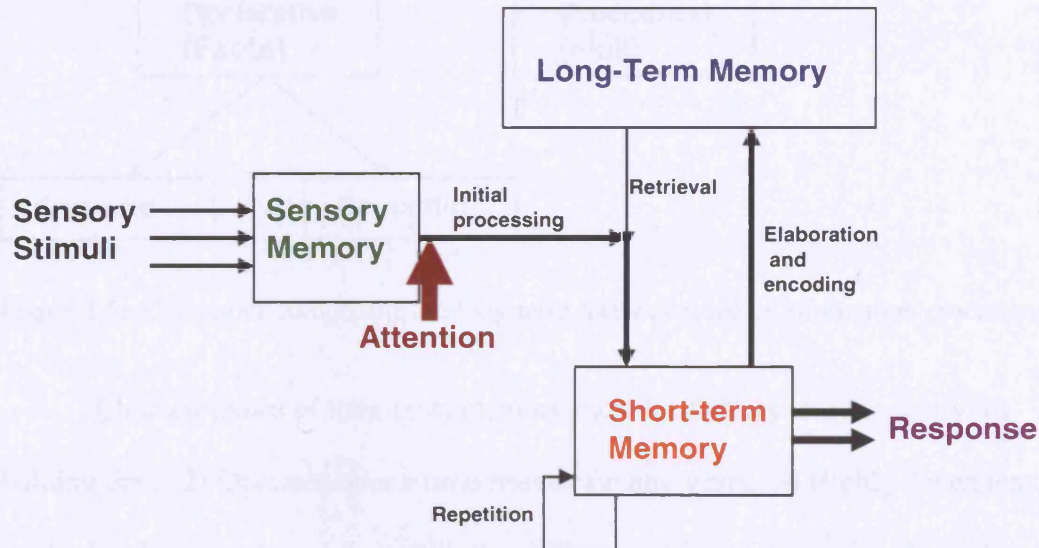 Long-Term Memory
Sensory
Stimuli
Sensory
Memory
Initial
processing
Retrieval
Elaboration
and
encoding
Attention
Short-term
Memory
Response
Repetition